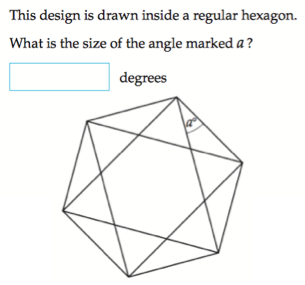 This design is drawn inside a regular hexagon.
What is the size of the angle marked a ?
degrees
a°